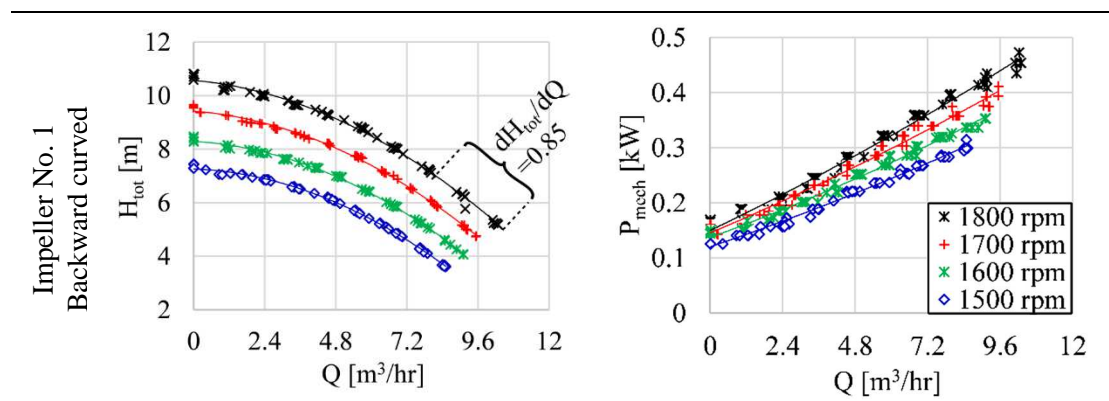 Impeller No. 1
Backward curved
H_tot [m]
12
10
8
6
4
2
0
2.4
4.8
7.2
9.6
12
Q [m³/hr]
dH_tot/dQ
=0.85
P_mech [kW]
0.5
0.4
0.3
0.2
0.1
0
0
2.4
4.8
7.2
9.6
12
Q [m³/hr]
1800 rpm
1700 rpm
1600 rpm
1500 rpm